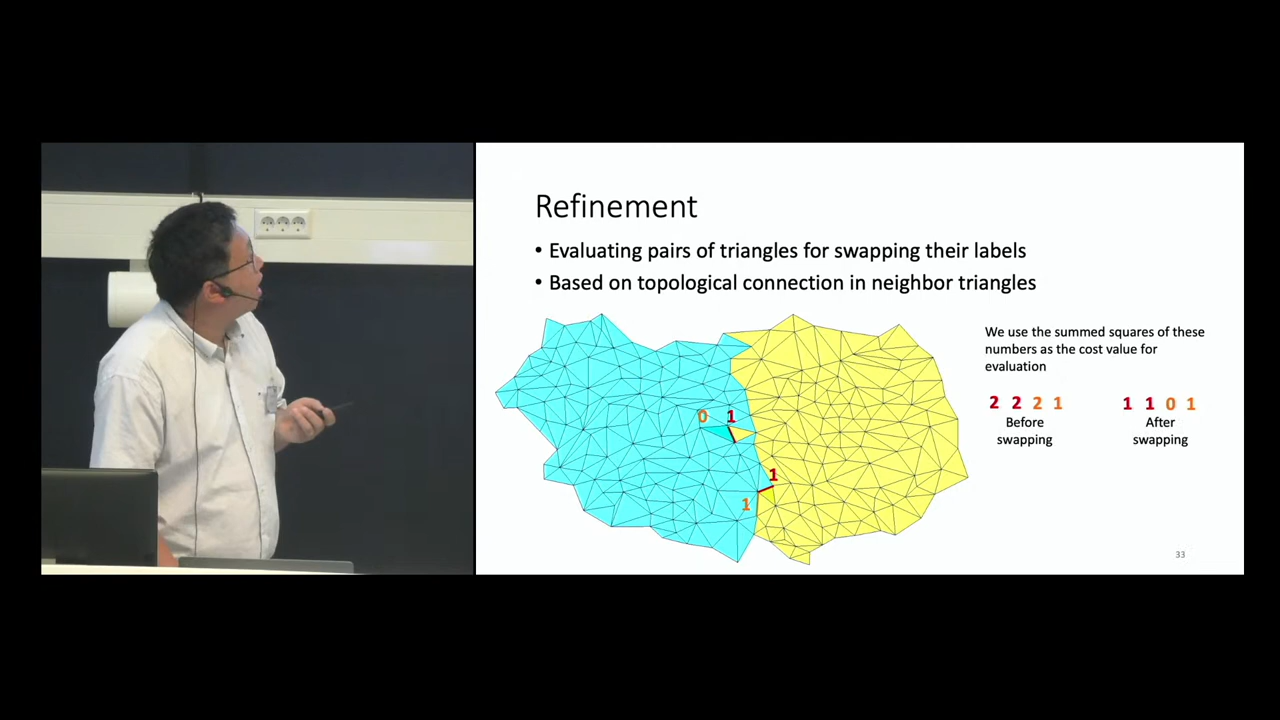 Refinement
• Evaluating pairs of triangles for swapping their labels
• Based on topological connection in neighbor triangles
We use the summed squares of these
numbers as the cost value for
evaluation
2 2 2 1
Before
swapping
1 1 0 1
After
swapping
0 1
1
1
33